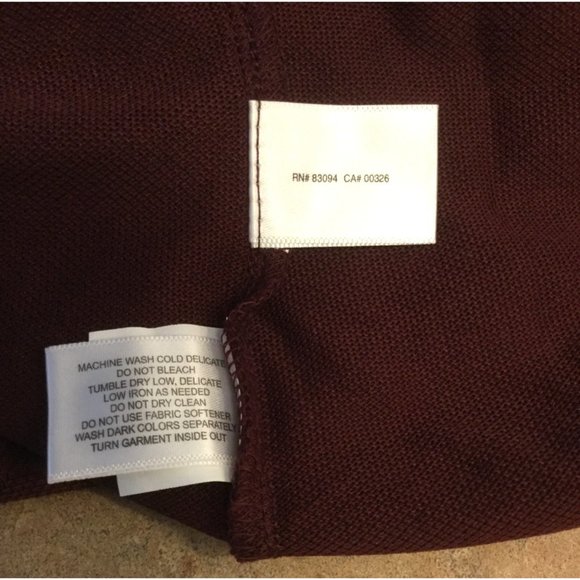 RN# 83094 CA# 00326
MACHINE WASH COLD DELICATE
DO NOT BLEACH
TUMBLE DRY LOW, DELICATE
LOW IRON AS NEEDED
DO NOT DRY CLEAN
DO NOT USE FABRIC SOFTENER
WASH DARK COLORS SEPARATELY
TURN GARMENT INSIDE OUT